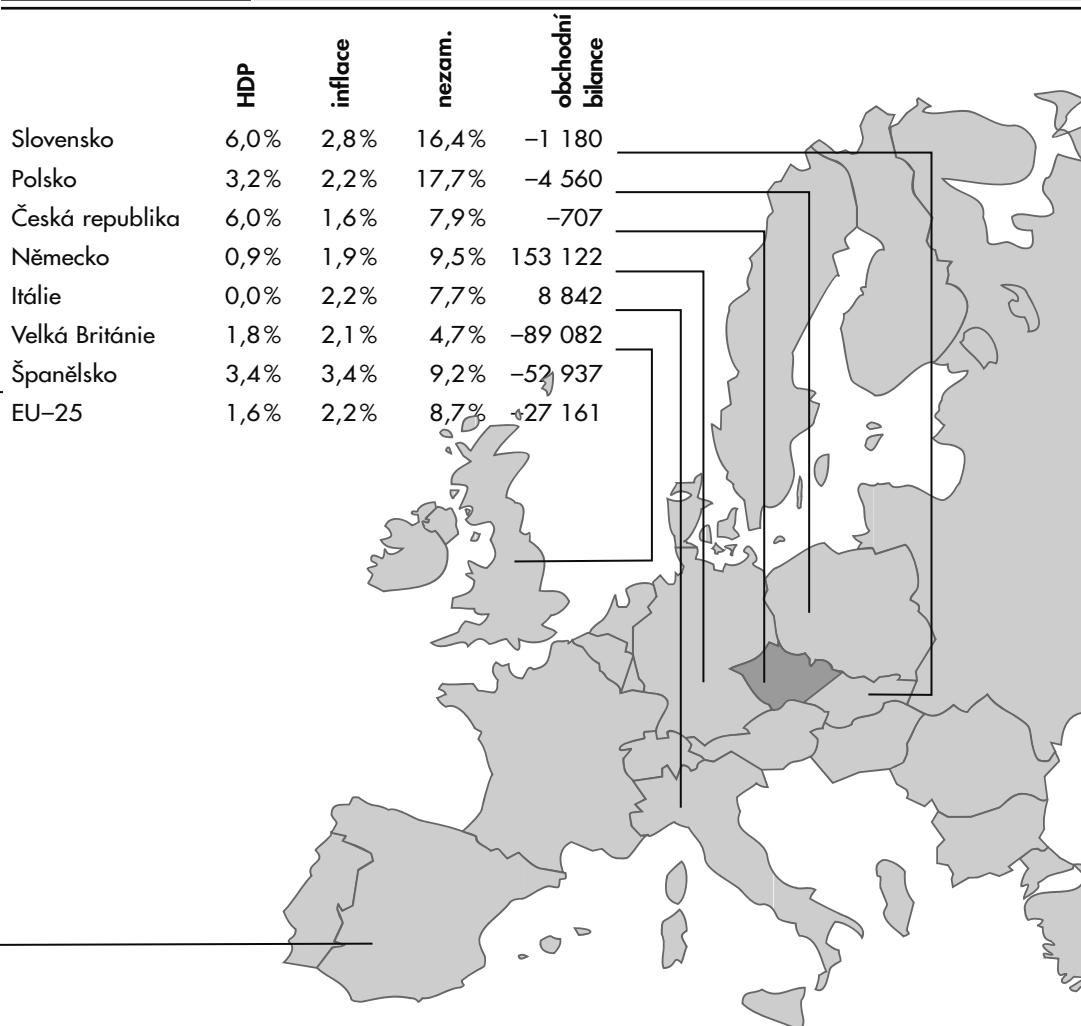 HDP inflace nezam. obchodní bilance
Slovensko 6,0% 2,8% 16,4% –1 180
Polsko 3,2% 2,2% 17,7% –4 560
Česká republika 6,0% 1,6% 7,9% –707
Německo 0,9% 1,9% 9,5% 153 122
Itálie 0,0% 2,2% 7,7% 8 842
Velká Británie 1,8% 2,1% 4,7% –89 082
Španělsko 3,4% 3,4% 9,2% –52 937
EU–25 1,6% 2,2% 8,7% –27 161